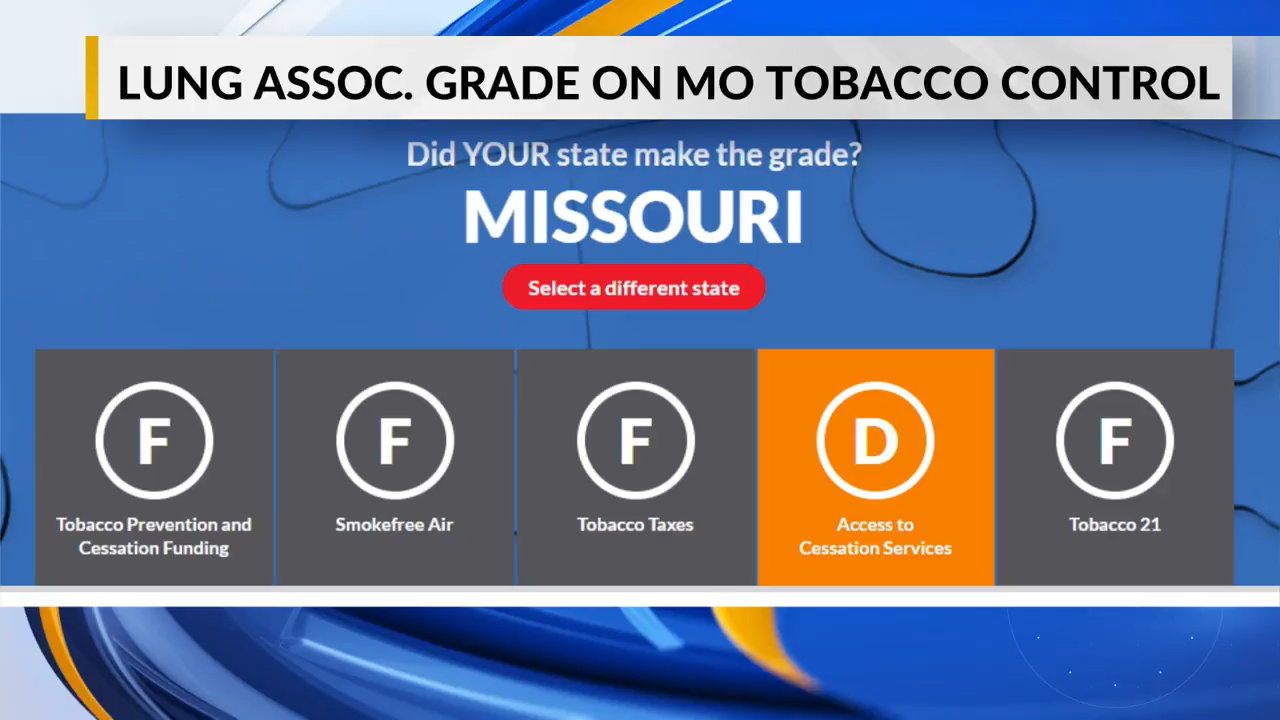 LUNG ASSOC. GRADE ON MO TOBACCO CONTROL
Did YOUR state make the grade?
MISSOURI
Select a different state
F
Tobacco Prevention and
Cessation Funding
F
Smokefree Air
F
Tobacco Taxes
D
Access to
Cessation Services
F
Tobacco 21